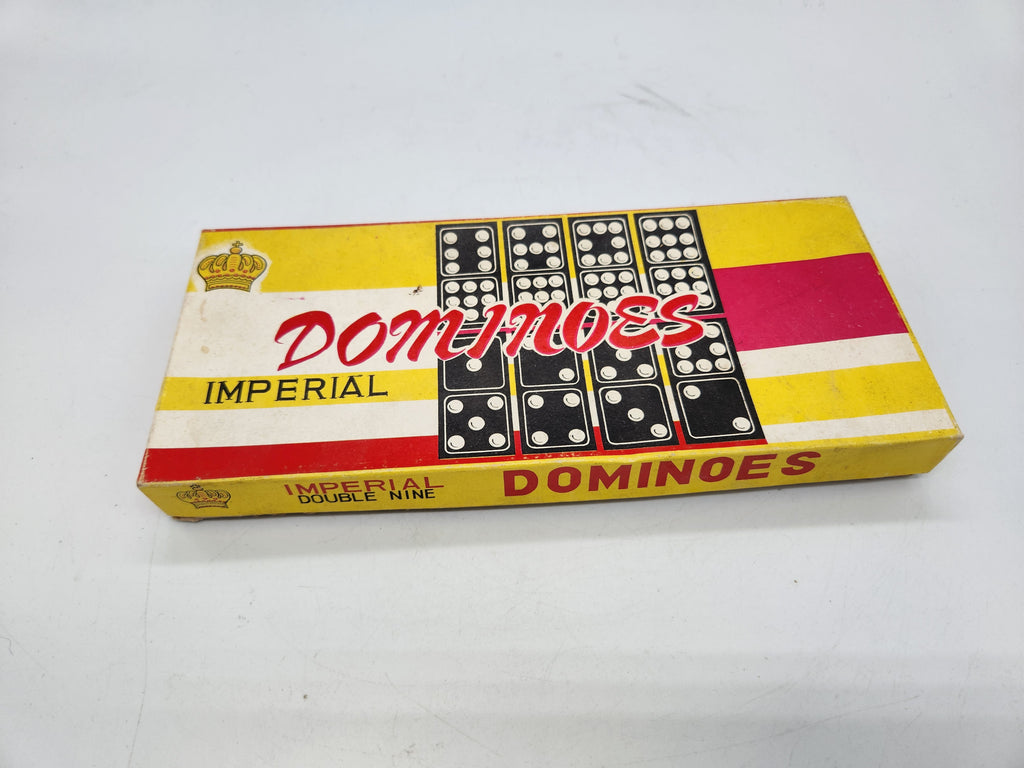 DOMINOES
IMPERIAL
IMPERIAL
DOUBLE NINE
DOMINOES